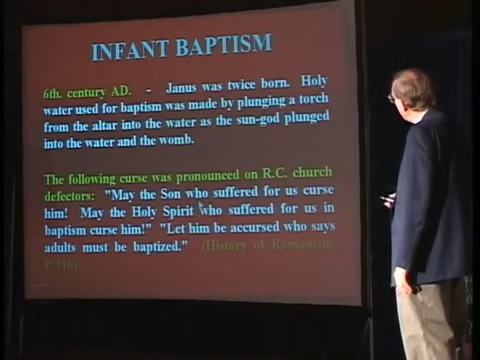 INFANT BAPTISM
6th. century AD. - Janus was twice born. Holy
water used for baptism was made by plunging a torch
from the altar into the water as the sun-god plunged
into the water and the womb.
The following curse was pronounced on R.C. church
defectors: "May the Son who suffered for us curse
him! May the Holy Spirit who suffered for us in
baptism curse him!" "Let him be accursed who says
adults must be baptized." (History of Romanism